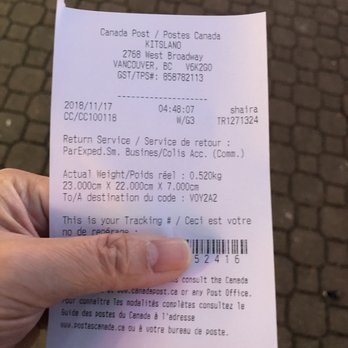 Canada Post / Postes Canada
KITSLANO
2768 West Broadway
VANCOUVER, BC V6K2G0
GST/TPS#: 858782113
2018/11/17 04:48:07 shaira
CC/CC100118 W/G3 TR1271324
Return Service / Service de retour :
ParExped.Sm. Busines/Colis Acc. (Comm.)
Actual Weight/Poids réel : 0.520kg
23.000cm X 22.000cm X 7.000cm
To/A destination du code : V0Y2A2
This is your Tracking # / Ceci est votre
no de repérage :
52416
consult the Canada
www.canadapost.ca or any Post Office.
Pour connaître les modalités complètes consultez le
Guide des postes du Canada à l'adresse
www.postescanada.ca ou à votre bureau de poste.